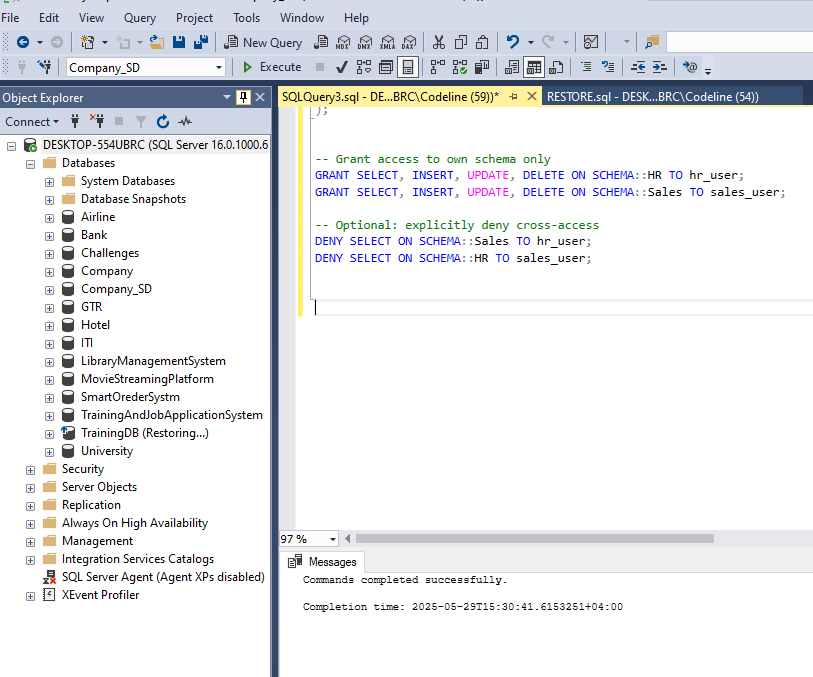 File Edit View Query Project Tools Window Help
New Query MDX DMX XMLA DAX
Company_SD Execute
Object Explorer
Connect
DESKTOP-554UBRC (SQL Server 16.0.1000.6
Databases
System Databases
Database Snapshots
Airline
Bank
Challenges
Company
Company_SD
GTR
Hotel
ITI
LibraryManagementSystem
MovieStreamingPlatform
SmartOrederSystm
TrainingAndJobApplicationSystem
TrainingDB (Restoring...)
University
Security
Server Objects
Replication
Always On High Availability
Management
Integration Services Catalogs
SQL Server Agent (Agent XPs disabled)
XEvent Profiler
SQLQuery3.sql - DE...BRC\Codeline (59))* RESTORE.sql - DESK...BRC\Codeline (54))
);
-- Grant access to own schema only
GRANT SELECT, INSERT, UPDATE, DELETE ON SCHEMA::HR TO hr_user;
GRANT SELECT, INSERT, UPDATE, DELETE ON SCHEMA::Sales TO sales_user;
-- Optional: explicitly deny cross-access
DENY SELECT ON SCHEMA::Sales TO hr_user;
DENY SELECT ON SCHEMA::HR TO sales_user;
97 %
Messages
Commands completed successfully.
Completion time: 2025-05-29T15:30:41.6153251+04:00